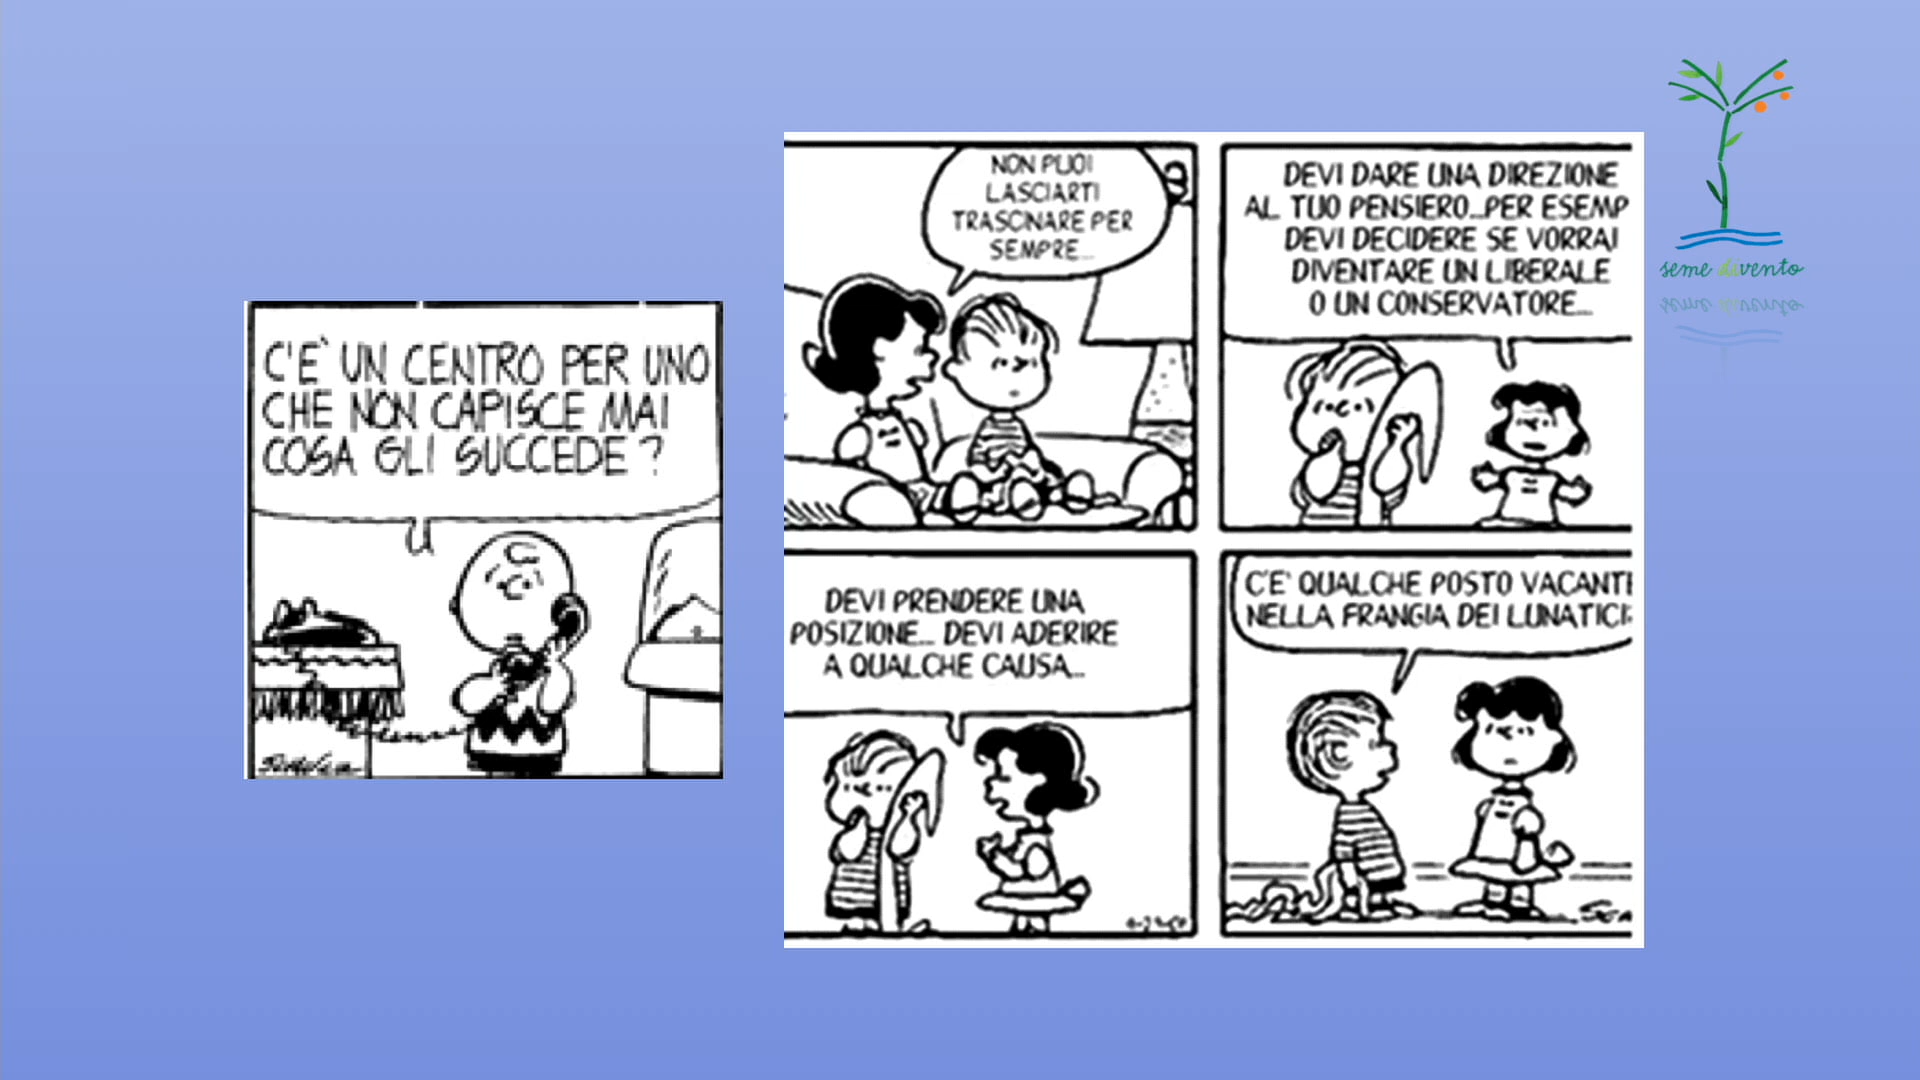 C'E' UN CENTRO PER UNO
CHE NON CAPISCE MAI
COSA GLI SUCCEDE?
NON PUOI
LASCIARTI
TRASCINARE PER
SEMPRE...
DEVI DARE UNA DIREZIONE
AL TUO PENSIERO...PER ESEMP
DEVI DECIDERE SE VORRAI
DIVENTARE UN LIBERALE
O UN CONSERVATORE...
DEVI PRENDERE UNA
POSIZIONE... DEVI ADERIRE
A QUALCHE CAUSA...
C'E' QUALCHE POSTO VACANTE
NELLA FRANGIA DEI LUNATICI
seme divento